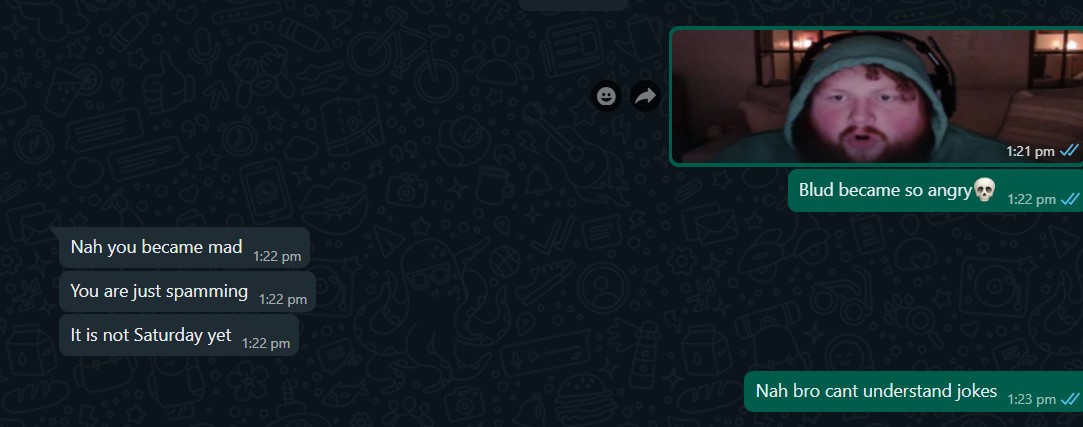 1:21 pm
Blud became so angry💀 1:22 pm
Nah you became mad 1:22 pm
You are just spamming 1:22 pm
It is not Saturday yet 1:22 pm
Nah bro cant understand jokes 1:23 pm